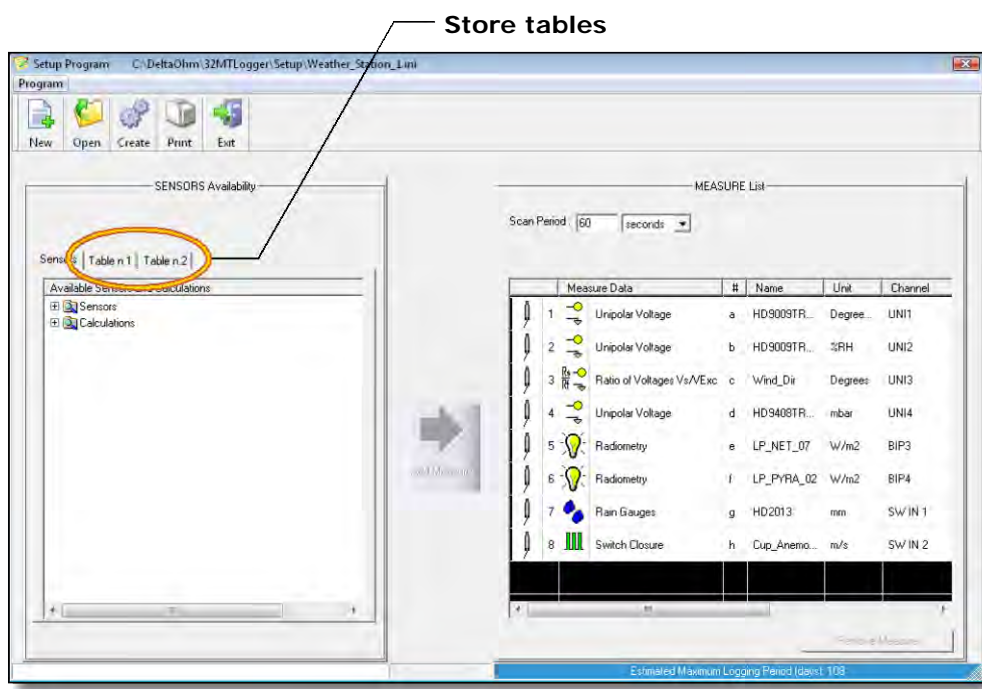 Store tables
Setup Program C:\DeltaOhm\32MTLogger\Setup\Weather_Station_1.ini
Program
New Open Create Print Exit
SENSORS Availability
MEASURE List
Scan Period 60 seconds
Sensors Table n.1 Table n.2
Available Sensors and Calculations
Sensors
Calculations
Measure Data # Name Unit Channel
1 Unipolar Voltage a HD9009TR... Degree... UNI1
2 Unipolar Voltage b HD9009TR... %RH UNI2
3 Ratio of Voltages Vs/VExc c Wind_Dir Degrees UNI3
4 Unipolar Voltage d HD9408TR... mbar UNI4
5 Radiometry e LP_NET_07 W/m2 BIP3
6 Radiometry f LP_PYRA_02 W/m2 BIP4
7 Rain Gauges g HD2013 mm SW IN 1
8 Switch Closure h Cup_Anemo... m/s SW IN 2
Add Measure
Remove Measure
Estimated Maximum Logging Period (days): 108